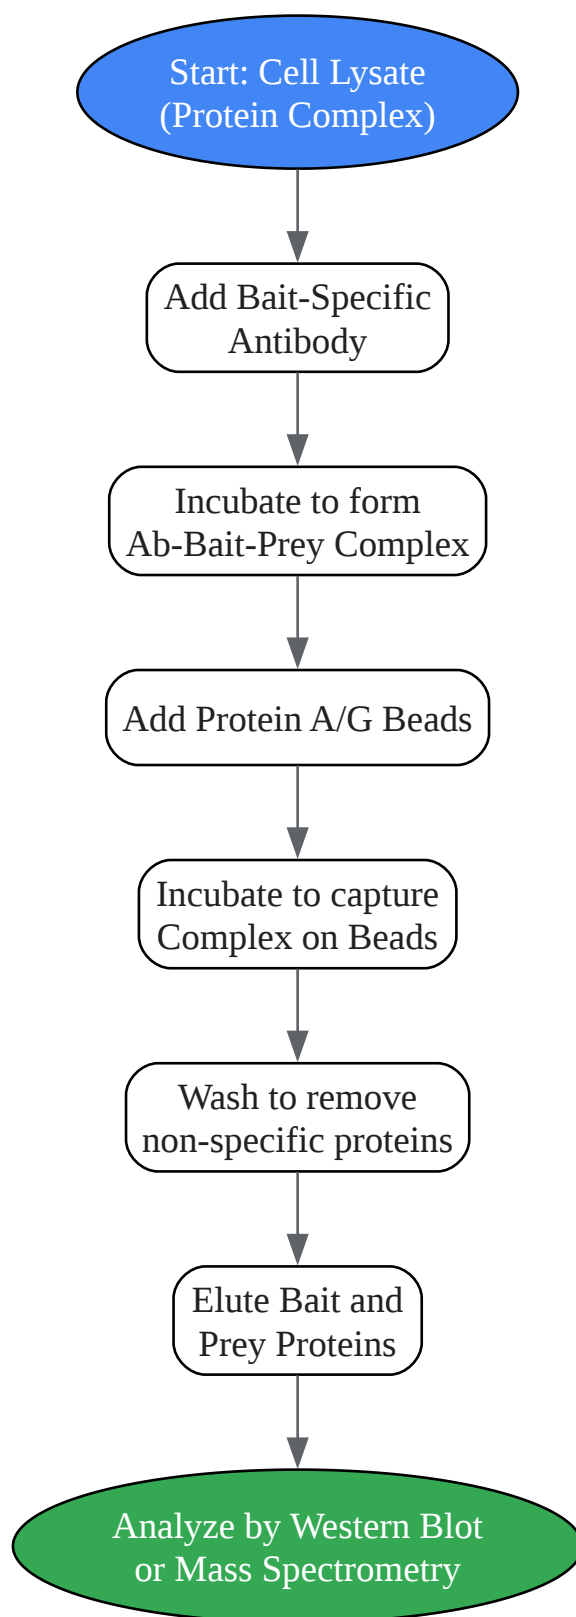 Start: Cell Lysate
(Protein Complex)
Add Bait-Specific
Antibody
Incubate to form
Ab-Bait-Prey Complex
Add Protein A/G Beads
Incubate to capture
Complex on Beads
Wash to remove
non-specific proteins
Elute Bait and
Prey Proteins
Analyze by Western Blot
or Mass Spectrometry